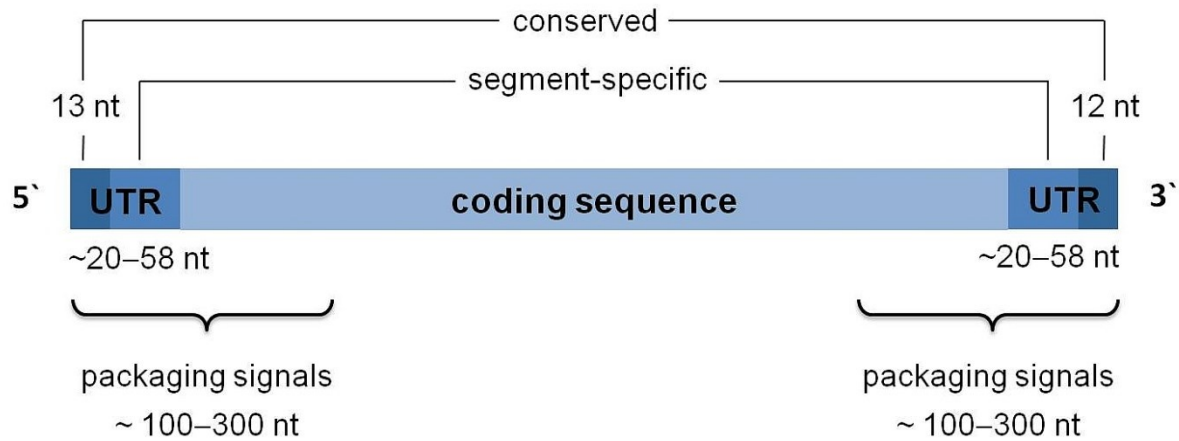 conserved
segment-specific
13 nt
12 nt
5` UTR coding sequence UTR 3`
~20–58 nt
~20–58 nt
packaging signals
~ 100–300 nt
packaging signals
~ 100–300 nt